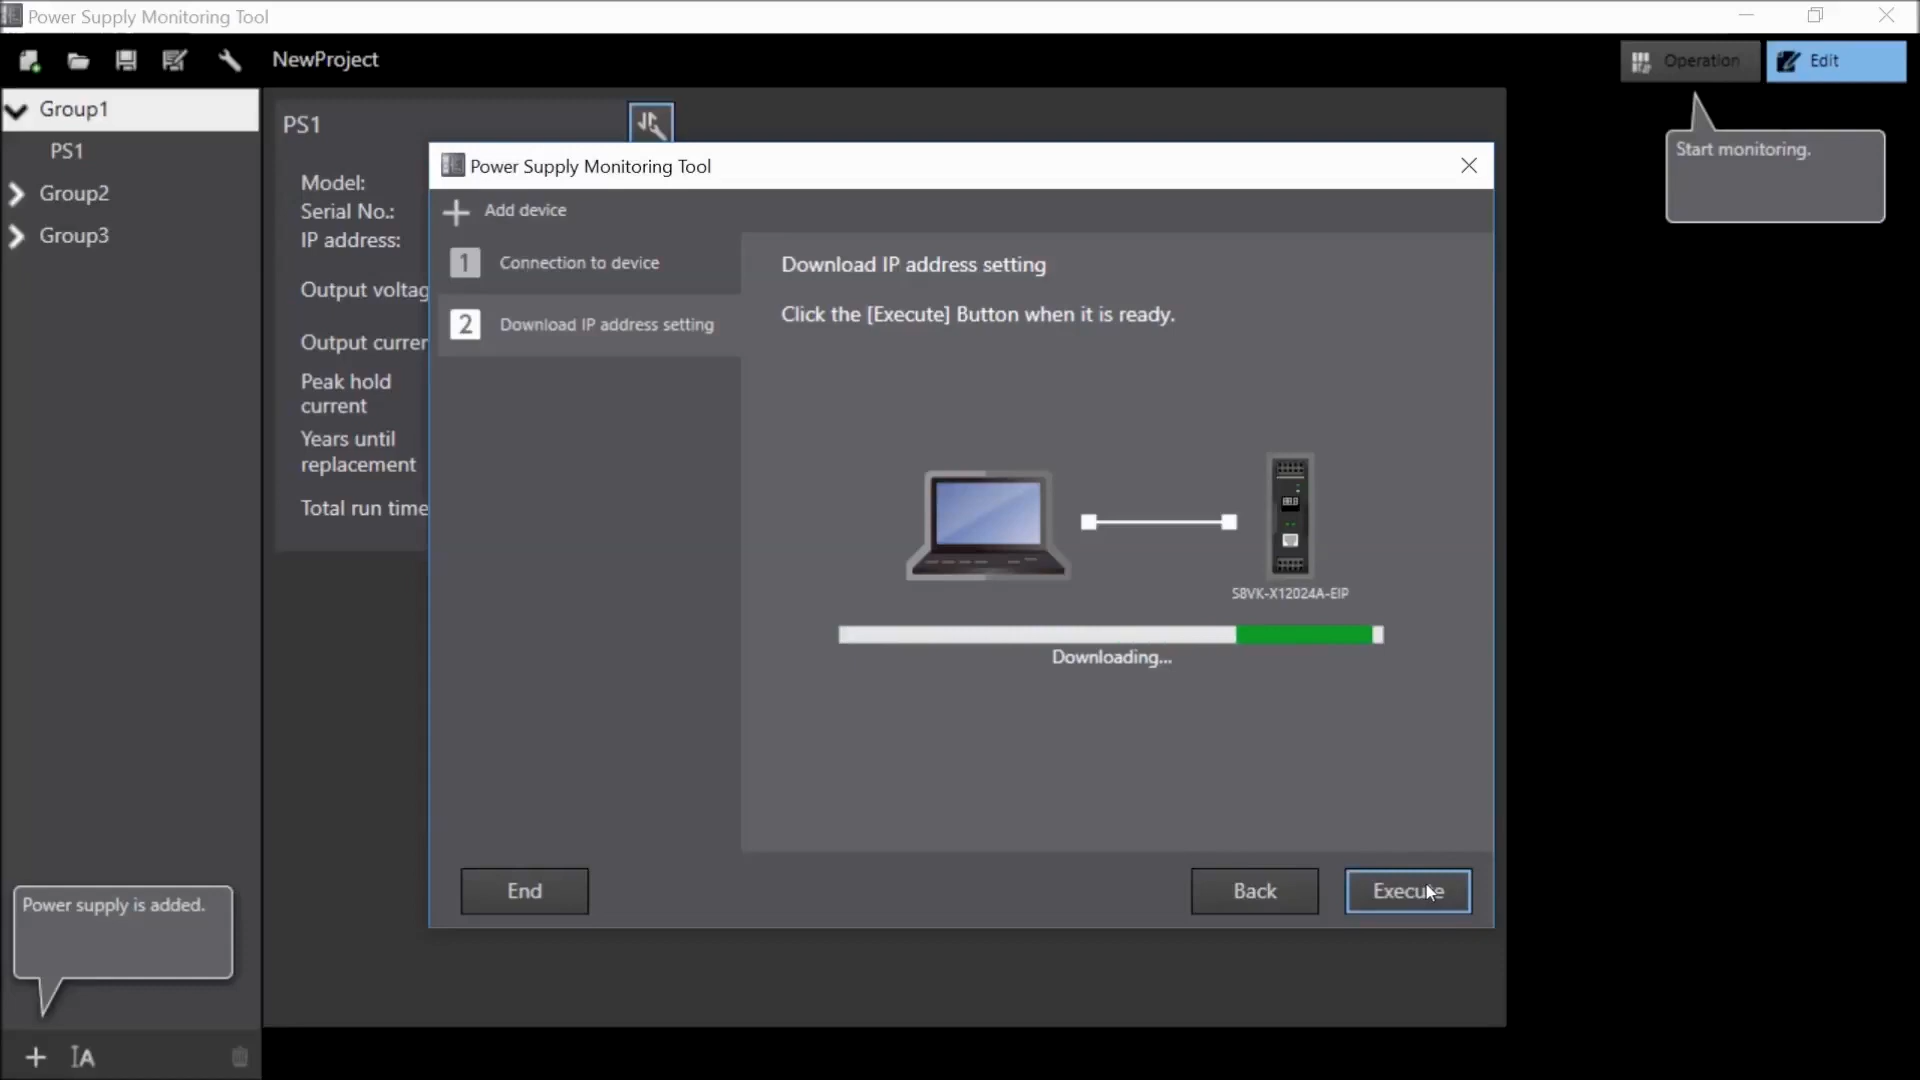 Power Supply Monitoring Tool
NewProject
Operation
Edit
Group1
PS1
Group2
Group3
PS1
Model:
Serial No.:
IP address:
Output voltag
Output currer
Peak hold
current
Years until
replacement
Total run time
Start monitoring.
Power Supply Monitoring Tool
Add device
1 Connection to device
2 Download IP address setting
Download IP address setting
Click the [Execute] Button when it is ready.
S8VK-X12024A-EIP
Downloading...
End
Back
Execute
Power supply is added.